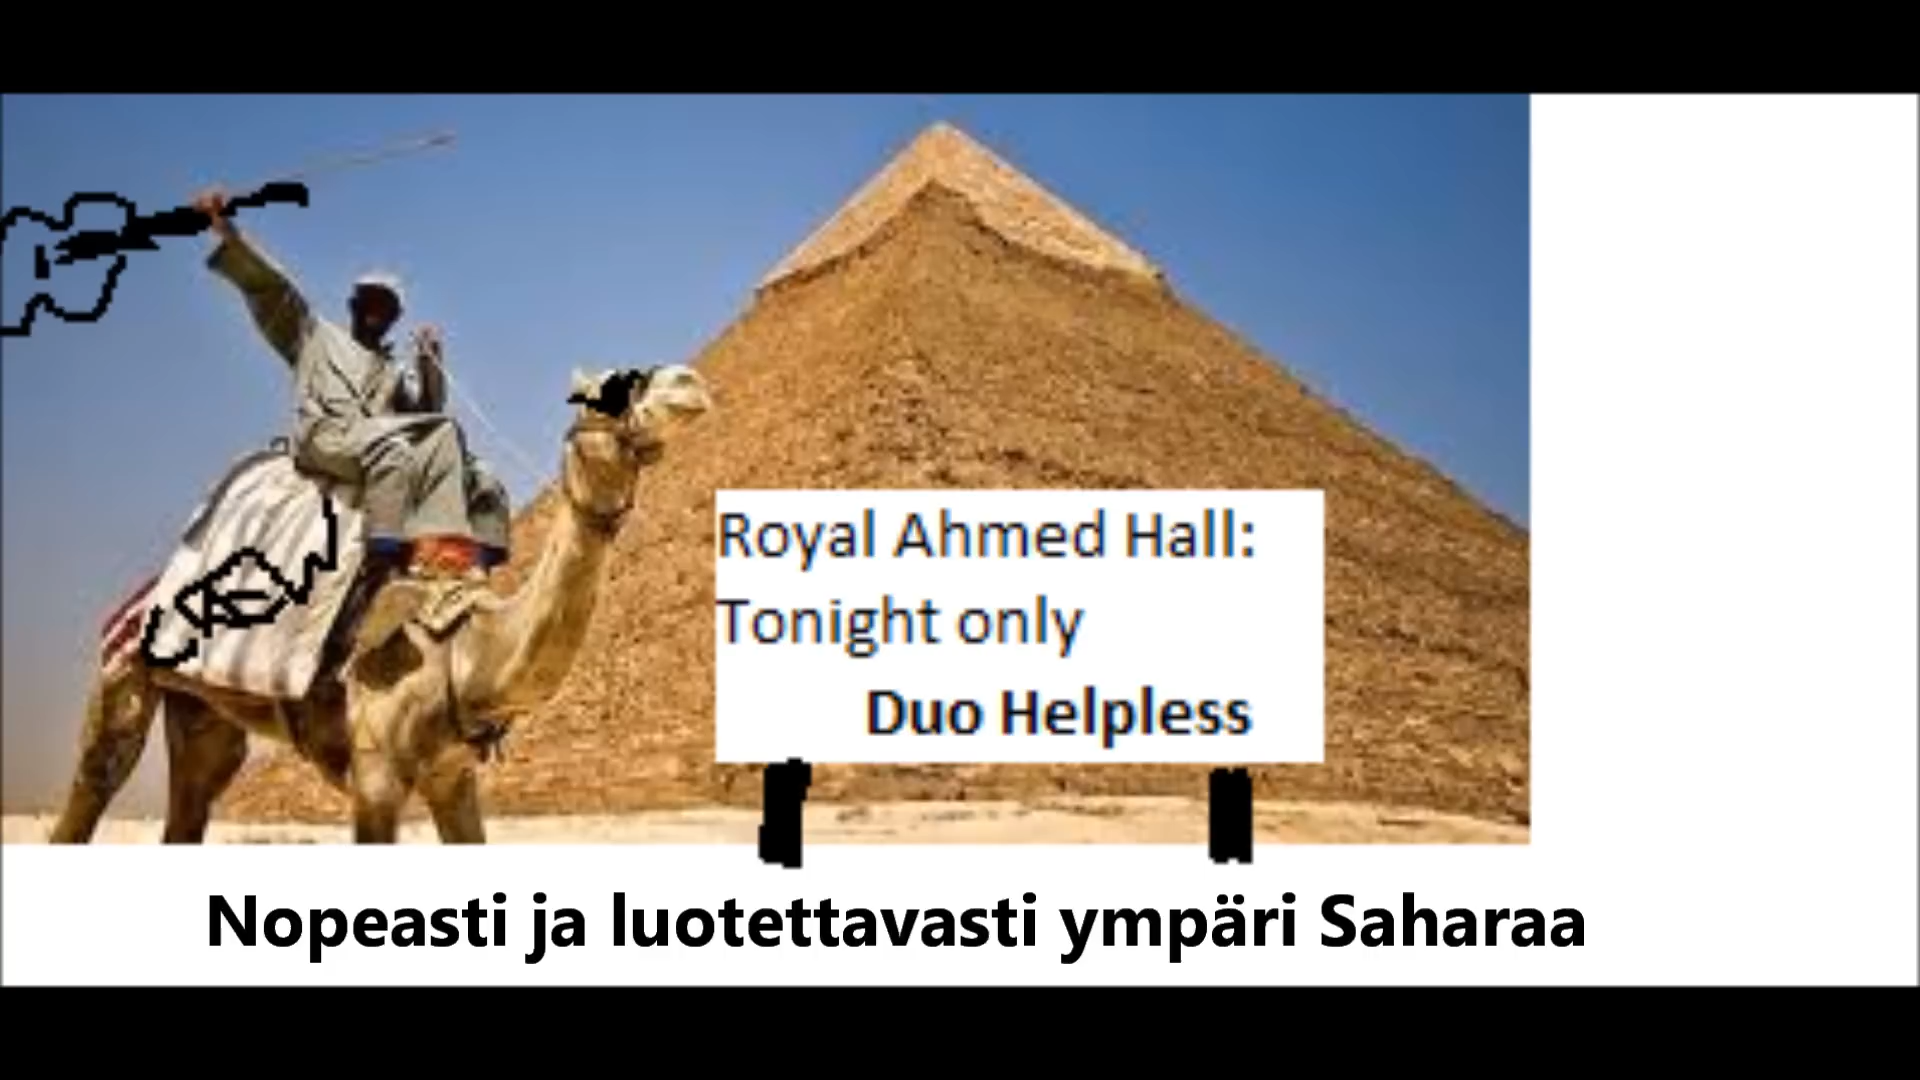 Royal Ahmed Hall:
Tonight only
Duo Helpless
Nopeasti ja luotettavasti ympäri Saharaa